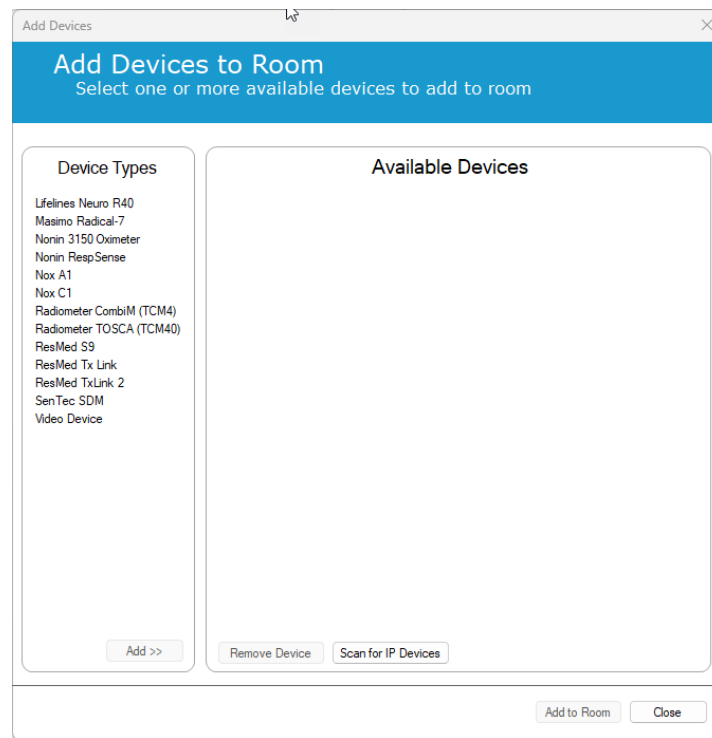 Add Devices
Add Devices to Room
Select one or more available devices to add to room
Device Types
Lifelines Neuro R40
Masimo Radical-7
Nonin 3150 Oximeter
Nonin RespSense
Nox A1
Nox C1
Radiometer CombiM (TCM4)
Radiometer TOSCA (TCM40)
ResMed S9
ResMed Tx Link
ResMed TxLink 2
SenTec SDM
Video Device
Add >>
Available Devices
Remove Device
Scan for IP Devices
Add to Room
Close